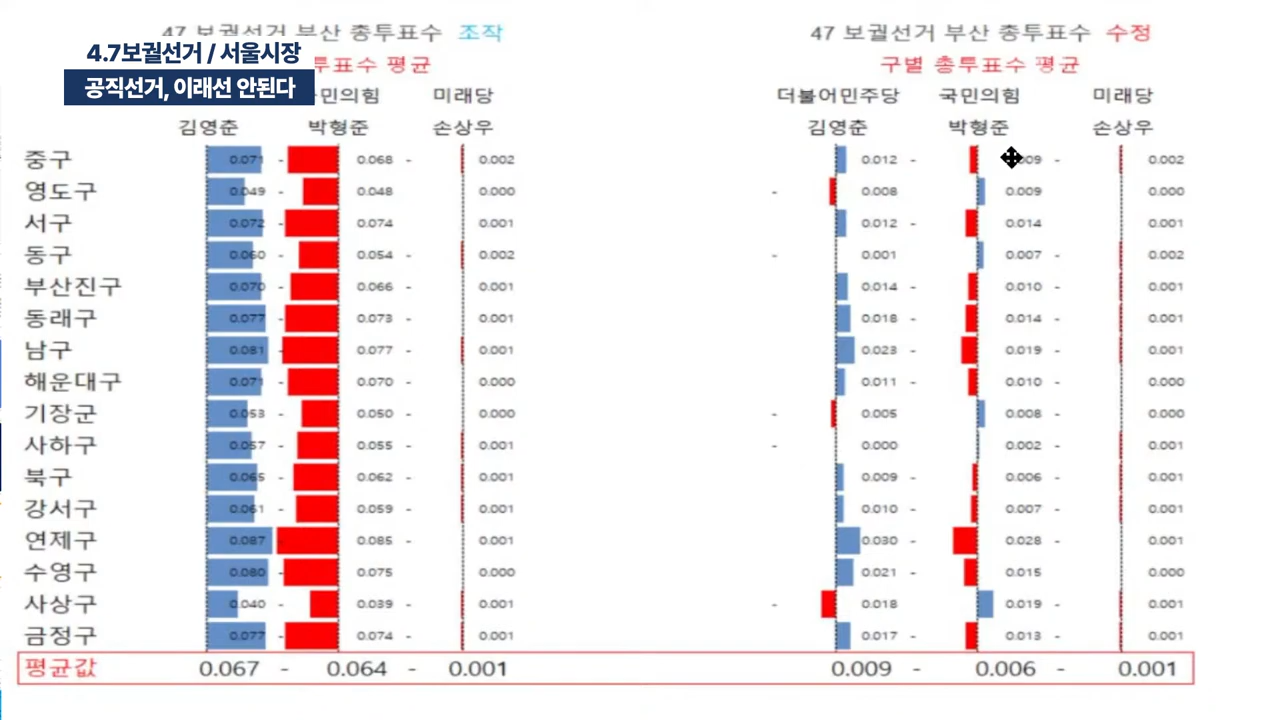 47 보궐선거 부산 총투표수 조작 47 보궐선거 부산 총투표수 수정
4.7보궐선거 / 서울시장
공직선거, 이래선 안된다
투표수 평균 구별 총투표수 평균
민의힘 미래당 더불어민주당 국민의힘 미래당
김영춘 박형준 손상우 김영춘 박형준 손상우
중구 0.071 - 0.068 - 0.002 0.012 - 09 0.002
영도구 0.049 - 0.048 0.000 - 0.008 0.009 0.000
서구 0.072 - 0.074 - 0.001 0.012 - 0.014 0.001
동구 0.060 - 0.054 - 0.002 - 0.001 0.007 - 0.002
부산진구 0.070 - 0.066 - 0.001 0.014 - 0.010 - 0.001
동래구 0.077 - 0.073 - 0.001 0.018 - 0.014 - 0.001
남구 0.081 - 0.077 - 0.001 0.023 - 0.019 - 0.001
해운대구 0.071 - 0.070 - 0.000 0.011 - 0.010 - 0.000
기장군 0.053 - 0.050 - 0.000 - 0.005 0.008 - 0.000
사하구 0.057 - 0.055 - 0.001 - 0.000 0.002 - 0.001
북구 0.065 - 0.062 - 0.001 0.009 - 0.006 - 0.001
강서구 0.061 - 0.059 - 0.001 0.010 - 0.007 - 0.001
연제구 0.087 - 0.085 - 0.001 0.030 - 0.028 - 0.001
수영구 0.080 - 0.075 - 0.000 0.021 - 0.015 - 0.000
사상구 0.040 - 0.039 - 0.001 - 0.018 0.019 - 0.001
금정구 0.077 - 0.074 - 0.001 0.017 - 0.013 - 0.001
평균값 0.067 - 0.064 - 0.001 0.009 - 0.006 - 0.001